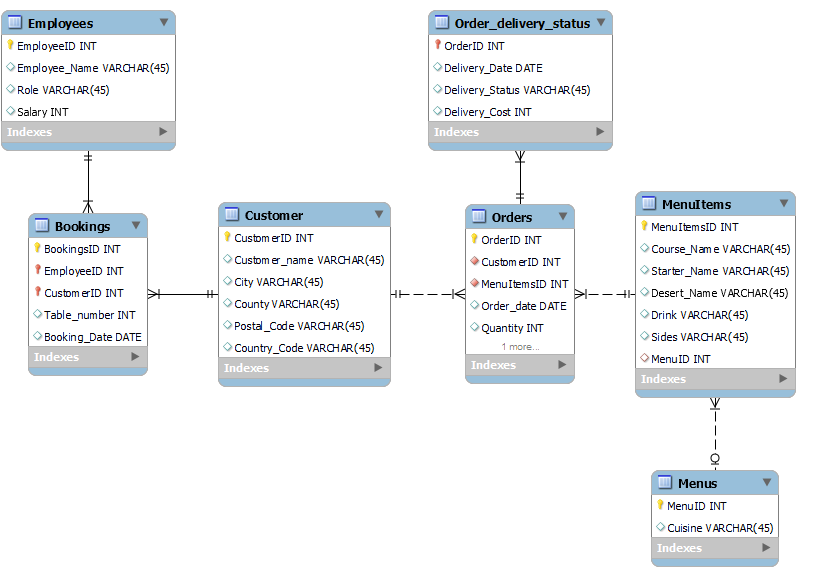 Employees
EmployeeID INT
Employee_Name VARCHAR(45)
Role VARCHAR(45)
Salary INT
Indexes
Order_delivery_status
OrderID INT
Delivery_Date DATE
Delivery_Status VARCHAR(45)
Delivery_Cost INT
Indexes
Bookings
BookingsID INT
EmployeeID INT
CustomerID INT
Table_number INT
Booking_Date DATE
Indexes
Customer
CustomerID INT
Customer_name VARCHAR(45)
City VARCHAR(45)
County VARCHAR(45)
Postal_Code VARCHAR(45)
Country_Code VARCHAR(45)
Indexes
Orders
OrderID INT
CustomerID INT
MenuItemsID INT
Order_date DATE
Quantity INT
1 more...
Indexes
MenuItems
MenuItemsID INT
Course_Name VARCHAR(45)
Starter_Name VARCHAR(45)
Desert_Name VARCHAR(45)
Drink VARCHAR(45)
Sides VARCHAR(45)
MenuID INT
Indexes
Menus
MenuID INT
Cuisine VARCHAR(45)
Indexes